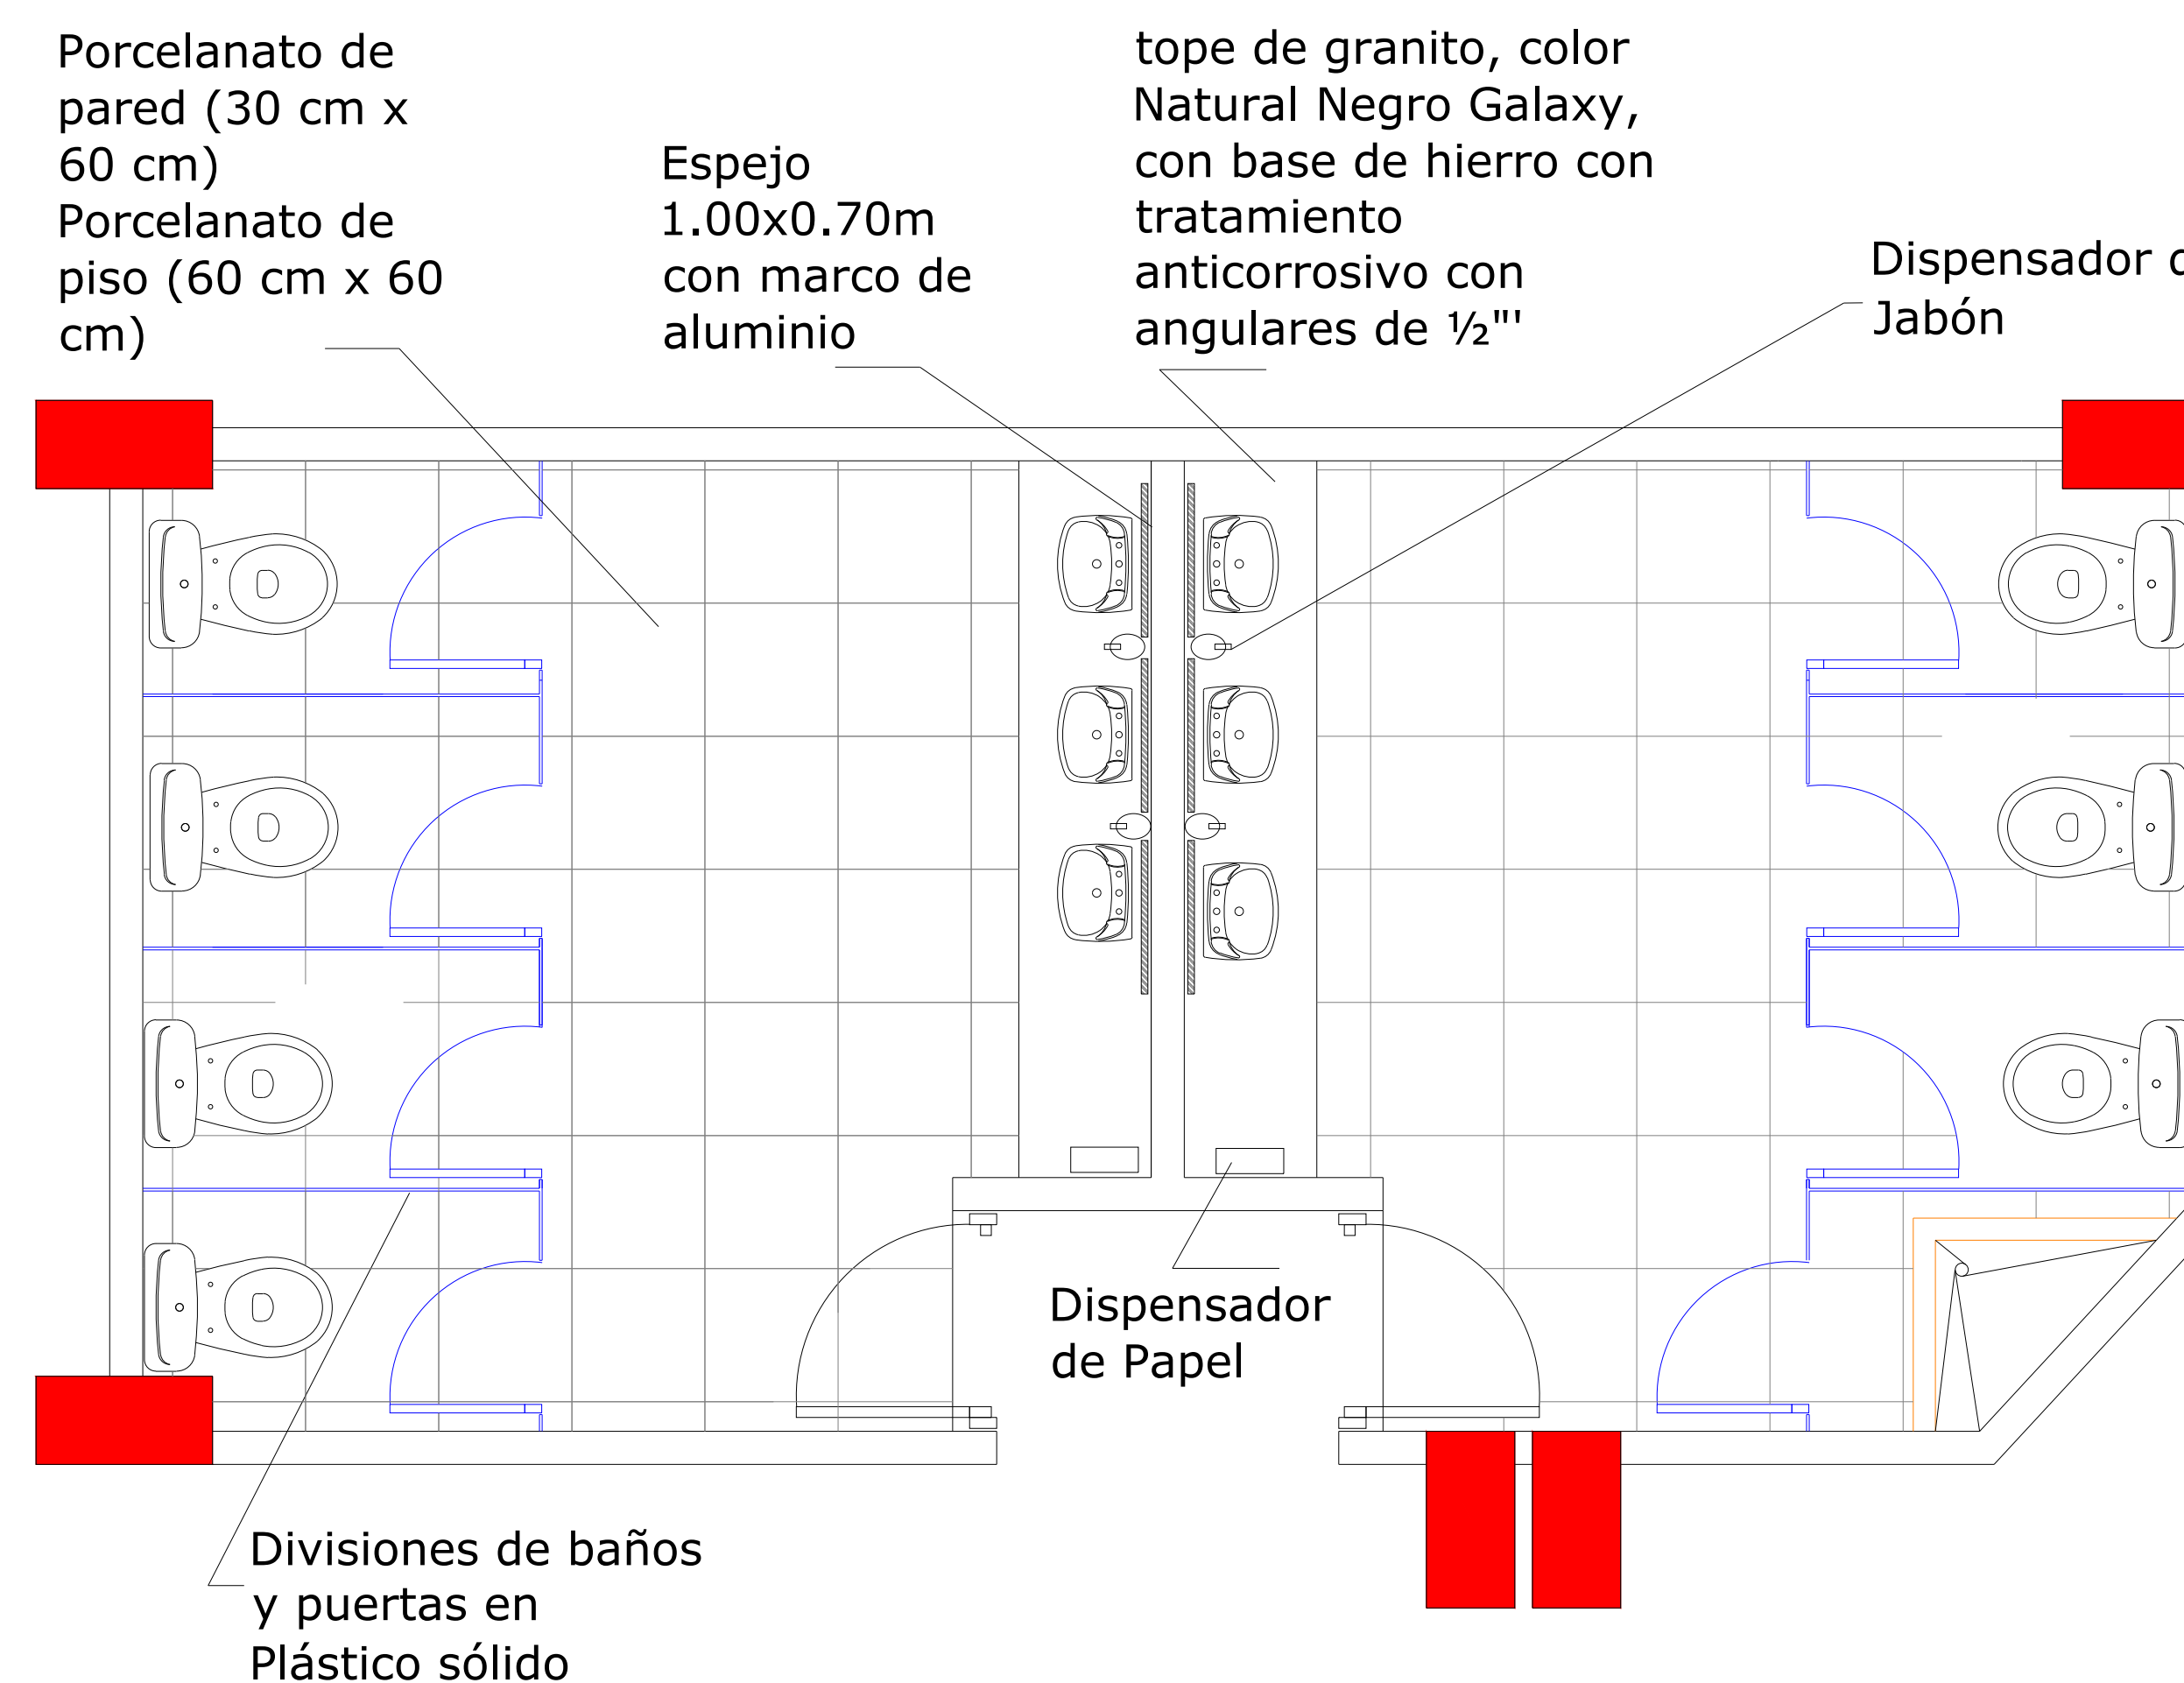 Porcelanato de
pared (30 cm x
60 cm)
Porcelanato de
piso (60 cm x 60
cm)
Espejo
1.00x0.70m
con marco de
aluminio
tope de granito, color
Natural Negro Galaxy,
con base de hierro con
tratamiento
anticorrosivo con
angulares de ½"'
Dispensador
Jabón
Dispensador
de Papel
Divisiones de baños
y puertas en
Plástico sólido